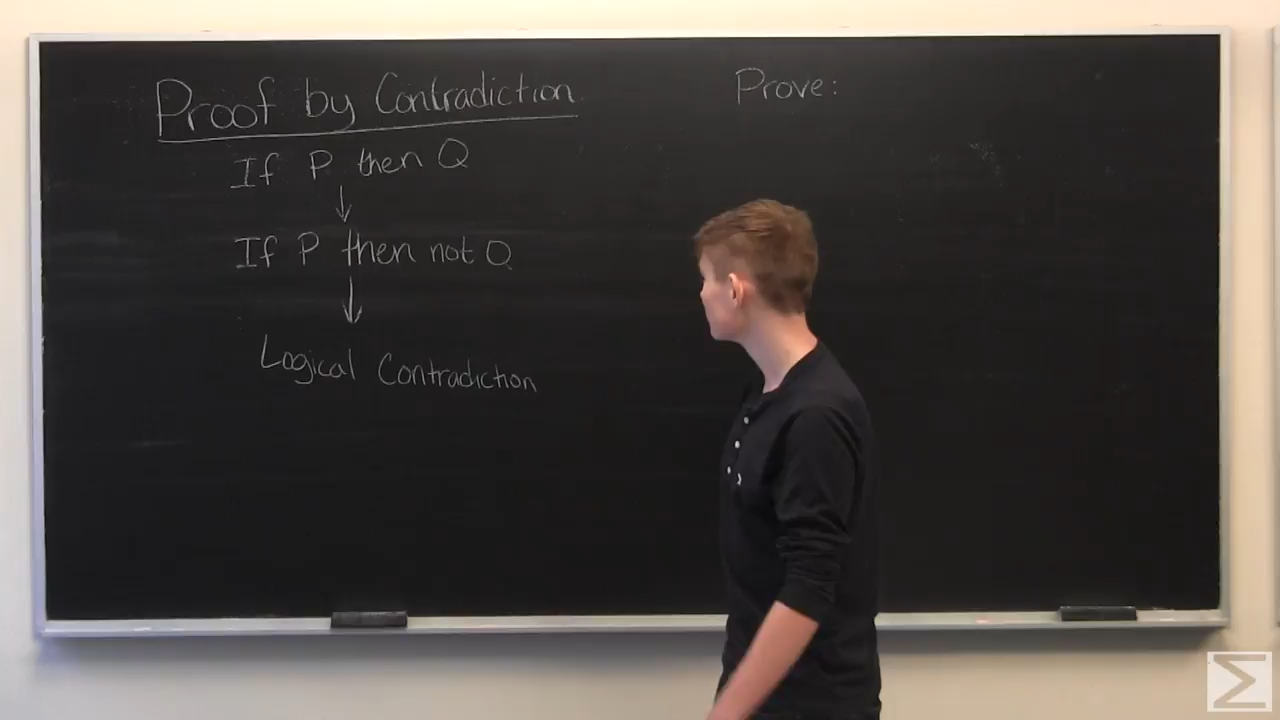 Proof by Contradiction
If P then Q
↓
If P then not Q
↓
Logical Contradiction
Prove:
Σ